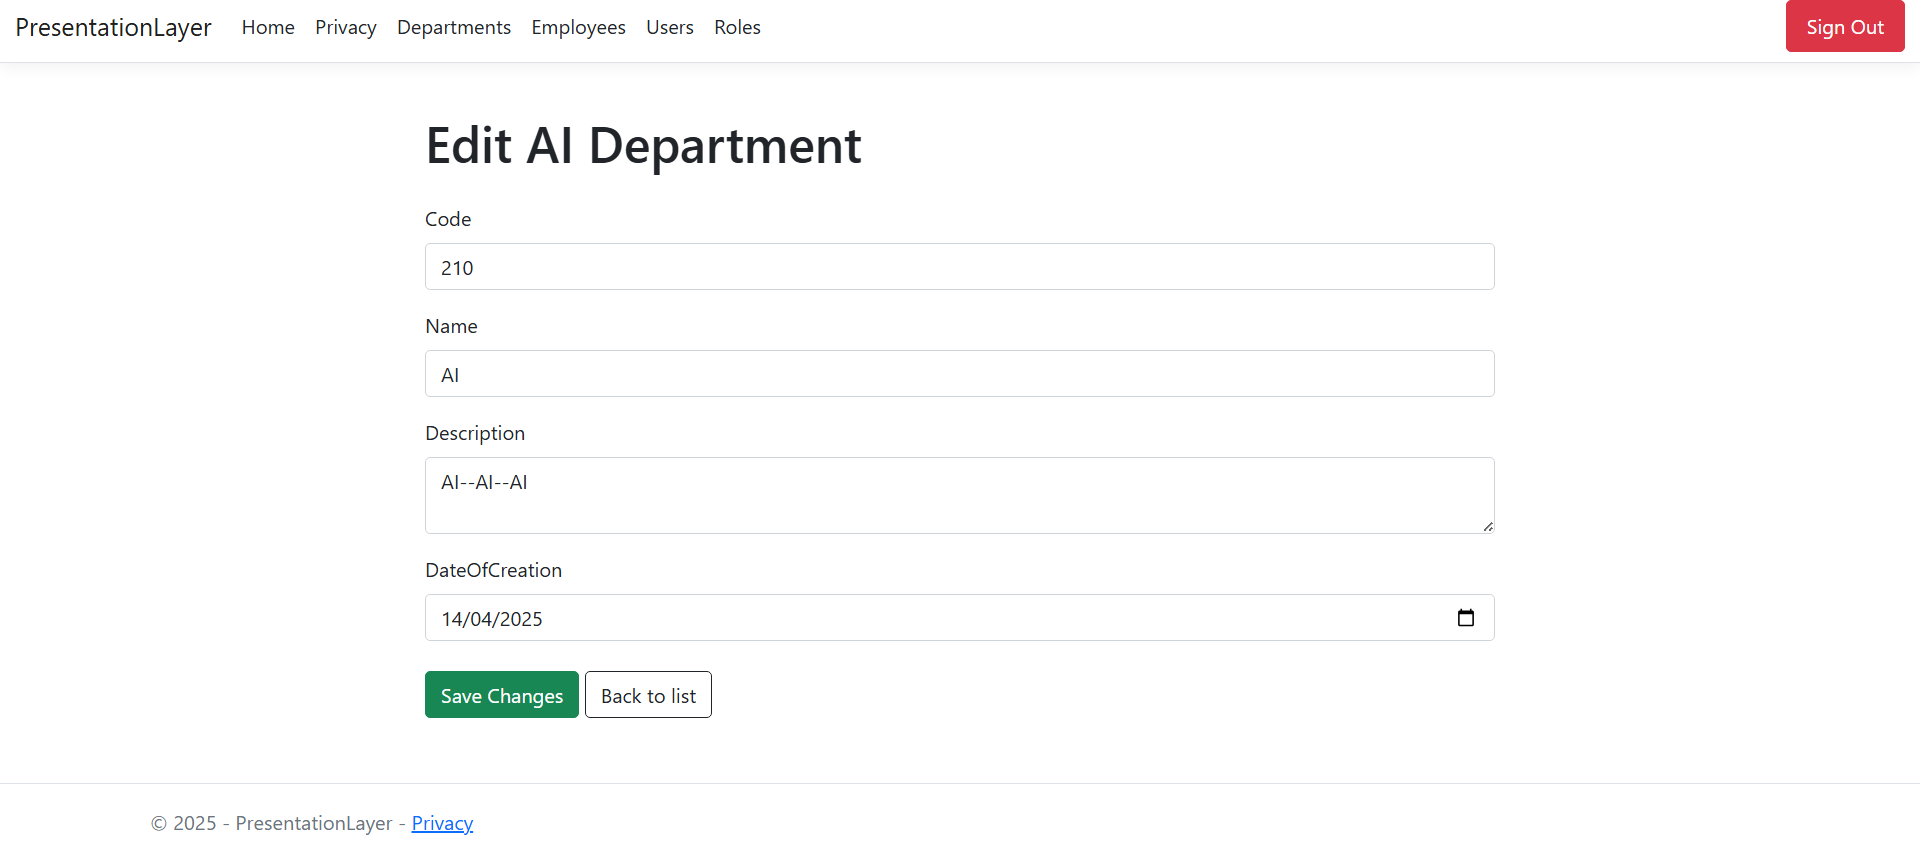 PresentationLayer Home Privacy Departments Employees Users Roles Sign Out
Edit AI Department
Code
210
Name
AI
Description
AI--AI--AI
DateOfCreation
14/04/2025
Save Changes Back to list
© 2025 - PresentationLayer - Privacy